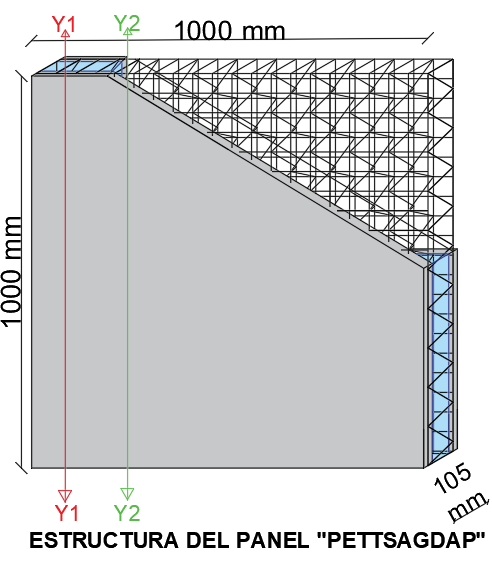 1000 mm
Y1 Y2
1000 mm
105
mm
Y1 Y2
ESTRUCTURA DEL PANEL "PETTSAGDAP"